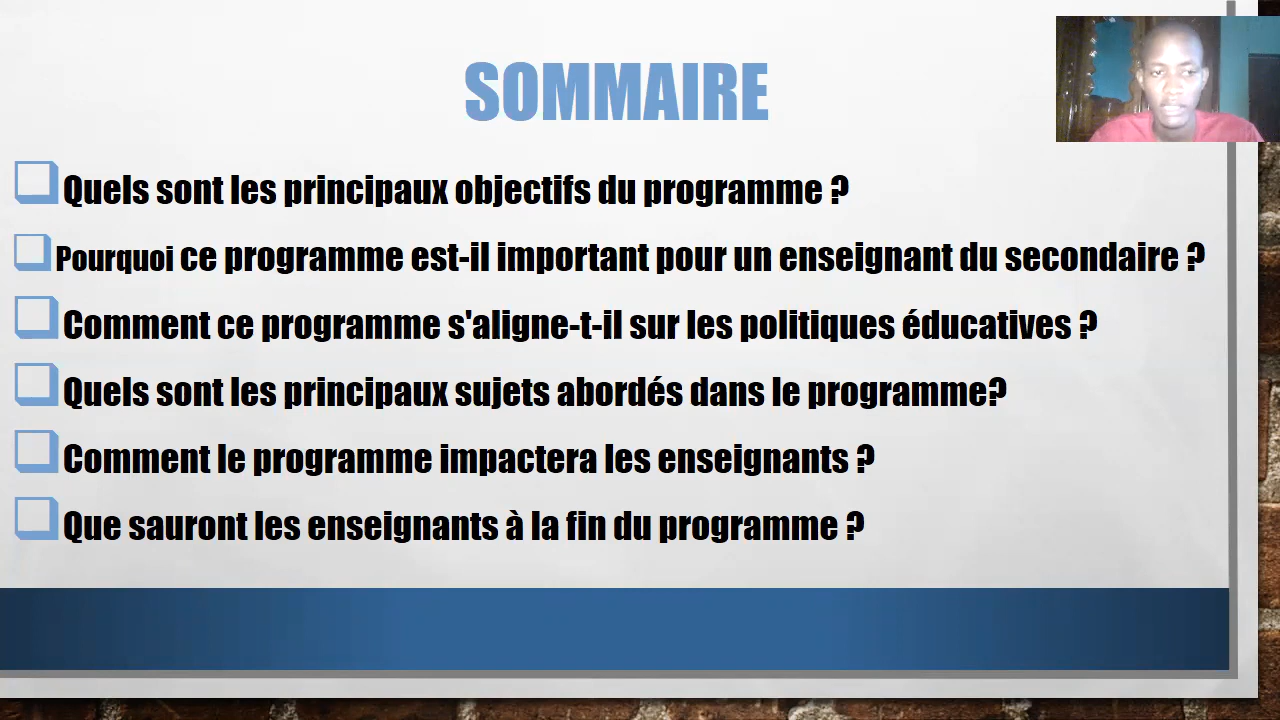 SOMMAIRE
Quels sont les principaux objectifs du programme ?
Pourquoi ce programme est-il important pour un enseignant du secondaire ?
Comment ce programme s'aligne-t-il sur les politiques éducatives ?
Quels sont les principaux sujets abordés dans le programme?
Comment le programme impactera les enseignants ?
Que sauront les enseignants à la fin du programme ?